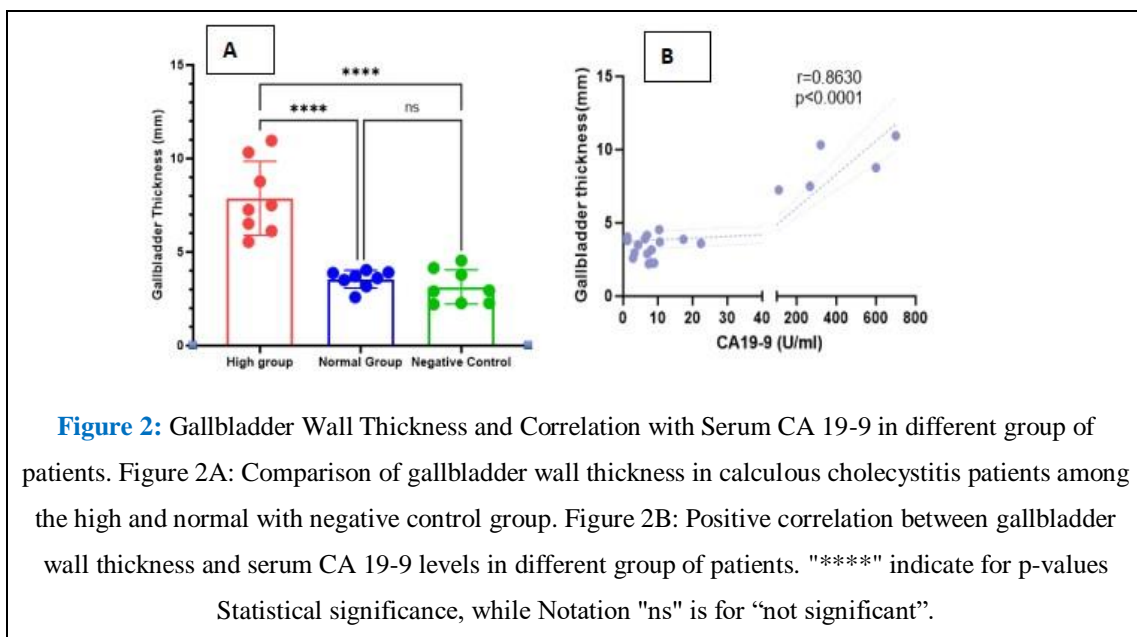 A
Gallbladder Thickness (mm)
15
10
5
0
****
****
ns
High group
Normal Group
Negative Control
B
r=0.8630
p<0.0001
Gallbladder thickness(mm)
15
10
5
0
0 10 20 30 40 200 400 600 800
CA19-9 (U/ml)
Figure 2: Gallbladder Wall Thickness and Correlation with Serum CA 19-9 in different group of
patients. Figure 2A: Comparison of gallbladder wall thickness in calculous cholecystitis patients among
the high and normal with negative control group. Figure 2B: Positive correlation between gallbladder
wall thickness and serum CA 19-9 levels in different group of patients. "****" indicate for p-values
Statistical significance, while Notation "ns" is for “not significant”.